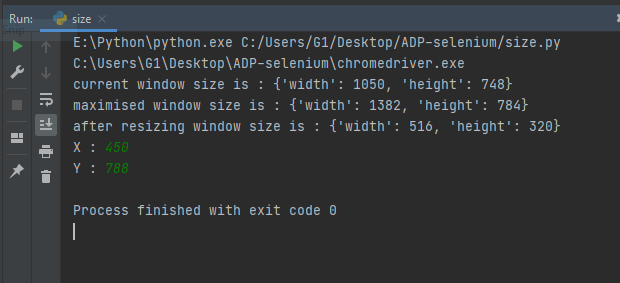 Run: size
E:\Python\python.exe C:/Users/G1/Desktop/ADP-selenium/size.py
C:\Users\G1\Desktop\ADP-selenium\chromedriver.exe
current window size is : {'width': 1050, 'height': 748}
maximised window size is : {'width': 1382, 'height': 784}
after resizing window size is : {'width': 516, 'height': 320}
X : 450
Y : 788
Process finished with exit code 0